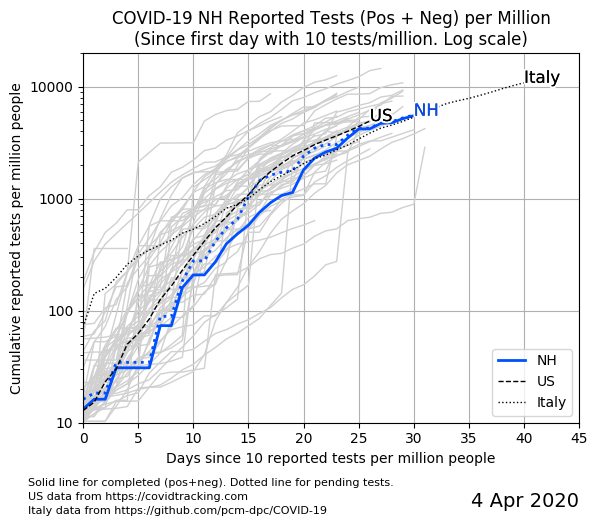 COVID-19 NH Reported Tests (Pos + Neg) per Million
(Since first day with 10 tests/million. Log scale)
Cumulative reported tests per million people
10000
1000
100
10
Italy
NH
US
NH
US
Italy
0 5 10 15 20 25 30 35 40 45
Days since 10 reported tests per million people
Solid line for completed (pos+neg). Dotted line for pending tests.
US data from https://covidtracking.com
Italy data from https://github.com/pcm-dpc/COVID-19
4 Apr 2020